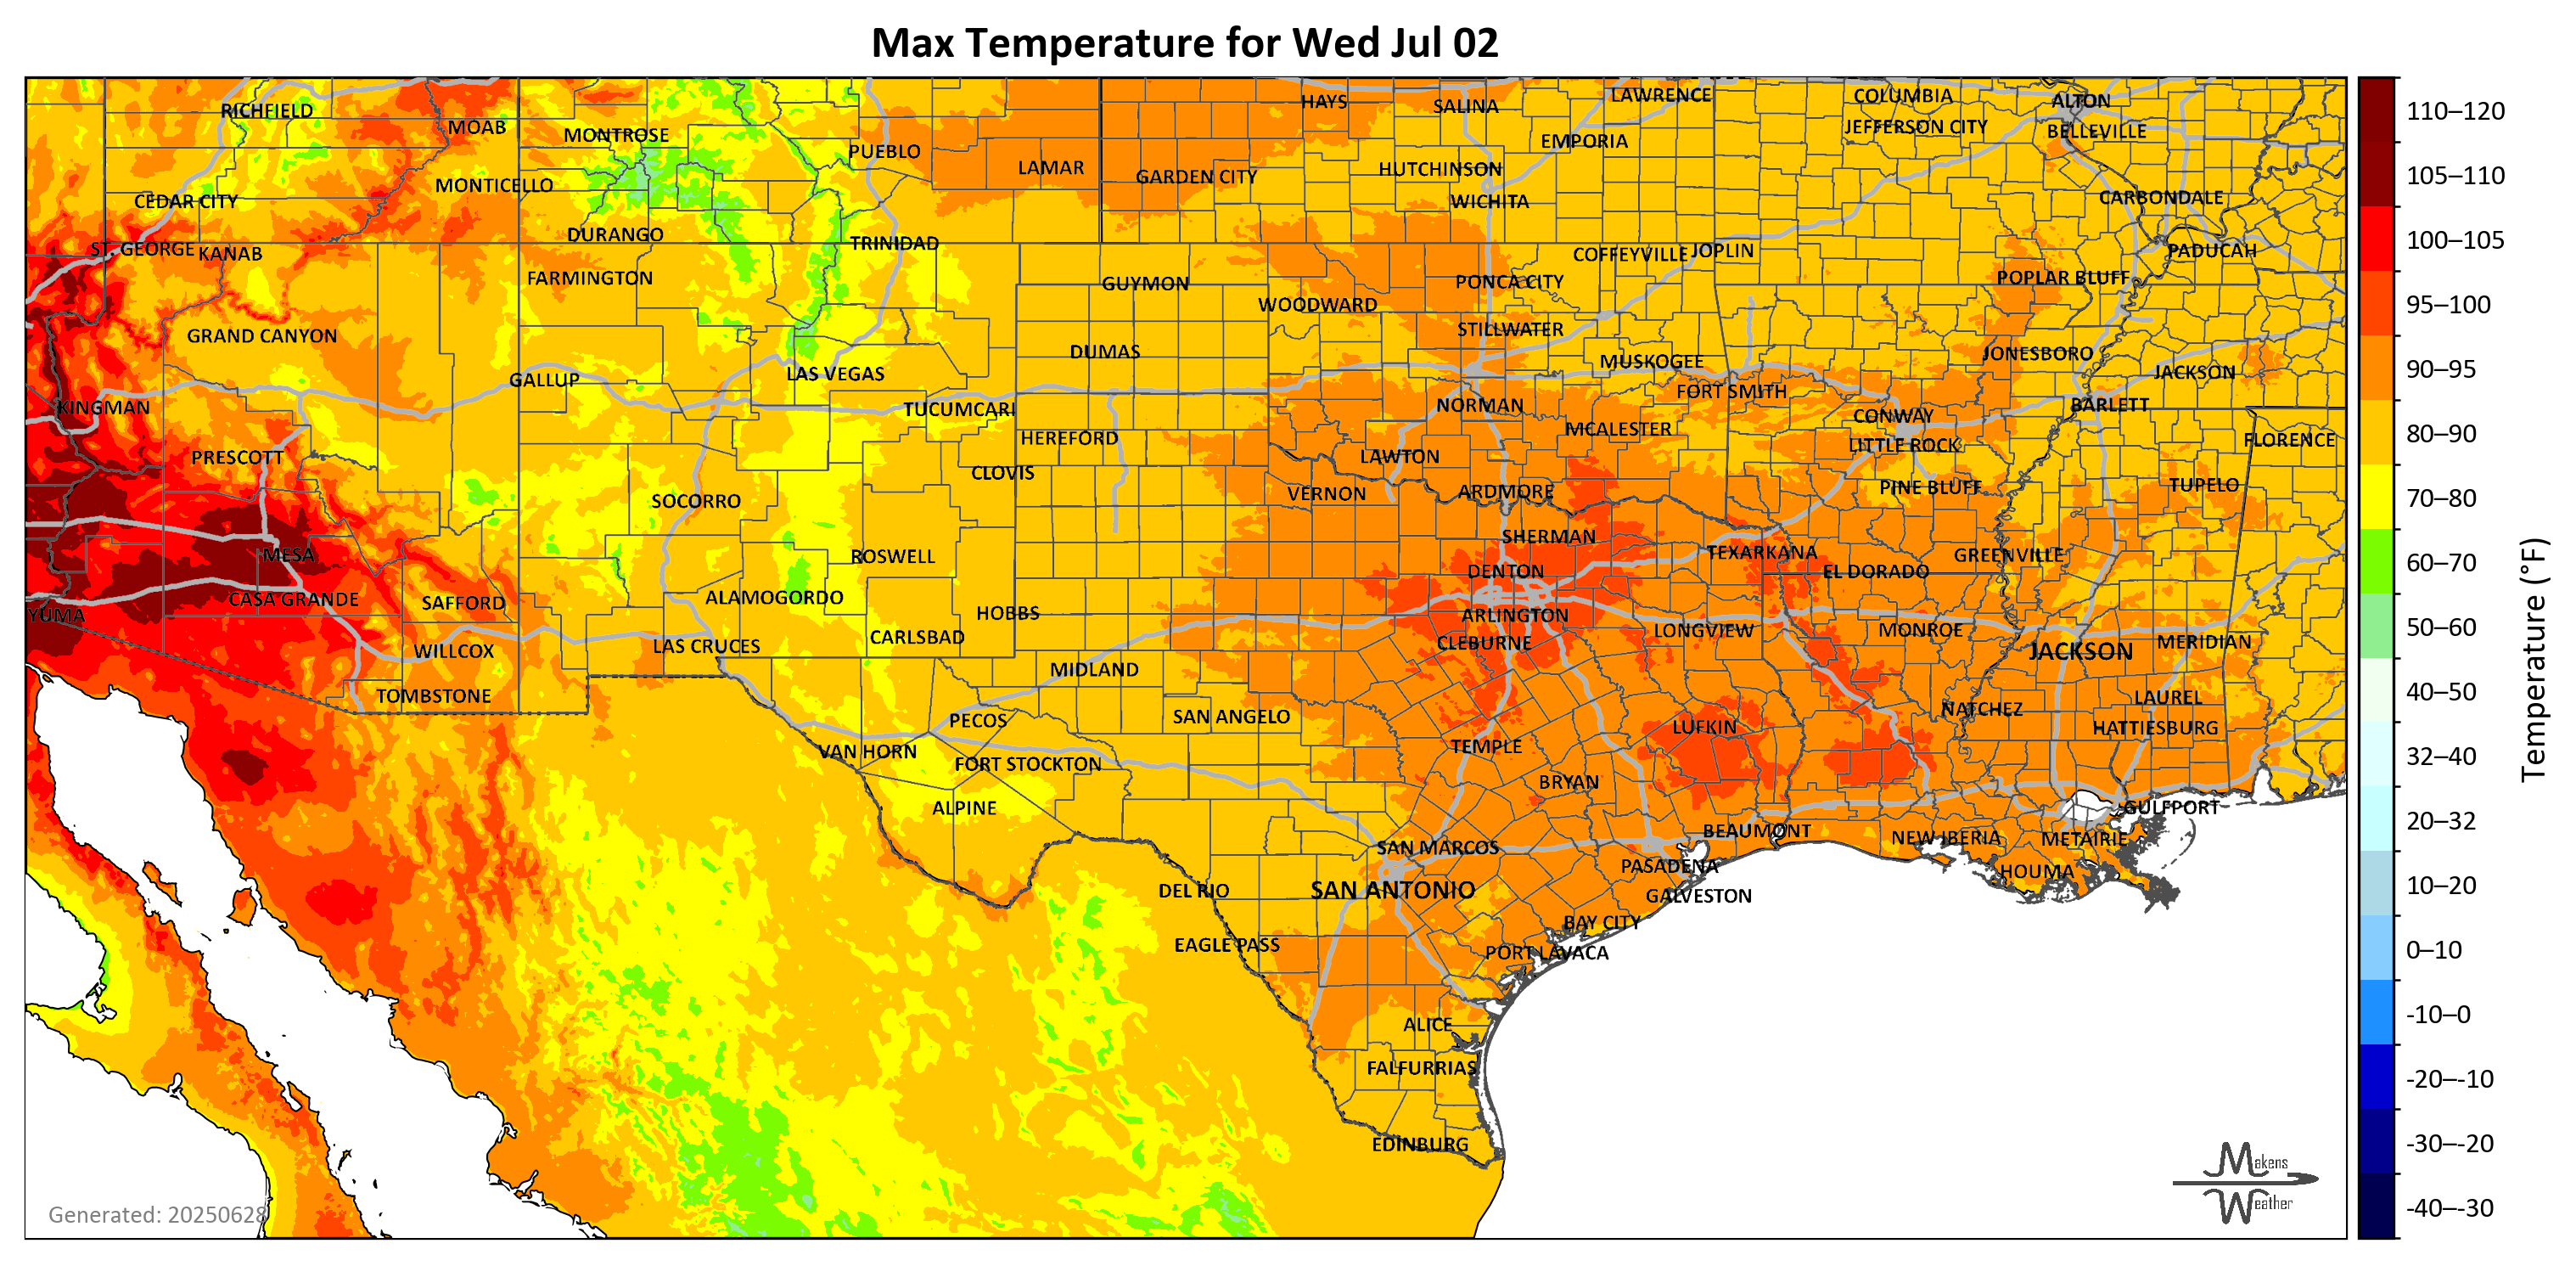 Max Temperature for Wed Jul 02
RICHFIELD
MOAB
MONTROSE
PUEBLO
LAMAR
GARDEN CITY
HAYS
SALINA
LAWRENCE
EMPORIA
COLUMBIA
JEFFERSON CITY
ALTON
BELLEVILLE
CEDAR CITY
MONTICELLO
HUTCHINSON
WICHITA
CARBONDALE
ST. GEORGE
KANAB
DURANGO
TRINIDAD
COFFEYVILLE
JOPLIN
PADUCAH
FARMINGTON
GUYMON
WOODWARD
PONCA CITY
POPLAR BLUFF
GRAND CANYON
DUMAS
STILLWATER
MUSKOGEE
JONESBORO
JACKSON
GALLUP
LAS VEGAS
FORT SMITH
KINGMAN
TUCUMCARI
NORMAN
CONWAY
BARLETT
PRESCOTT
HEREFORD
MCALESTER
LITTLE ROCK
FLORENCE
CLOVIS
LAWTON
SOCORRO
VERNON
ARDMORE
PINE BLUFF
TUPELO
MESA
ROSWELL
SHERMAN
TEXARKANA
GREENVILLE
DENTON
EL DORADO
CASA GRANDE
SAFFORD
ALAMOGORDO
HOBBS
ARLINGTON
YUMA
WILLCOX
LAS CRUCES
CARLSBAD
CLEBURNE
LONGVIEW
MONROE
JACKSON
MERIDIAN
TOMBSTONE
MIDLAND
LAUREL
PECOS
SAN ANGELO
NATCHEZ
HATTIESBURG
VAN HORN
FORT STOCKTON
TEMPLE
LUFKIN
ALPINE
BRYAN
GULFPORT
SAN MARCOS
BEAUMONT
NEW IBERIA
METAIRIE
DEL RIO
SAN ANTONIO
PASADENA
GALVESTON
HOUMA
EAGLE PASS
BAY CITY
PORT LAVACA
ALICE
FALFURRIAS
EDINBURG
Generated: 20250628
Makens
Weather
110–120
105–110
100–105
95–100
90–95
80–90
70–80
60–70
50–60
40–50
32–40
20–32
10–20
0–10
-10–0
-20–-10
-30–-20
-40–-30
Temperature (°F)